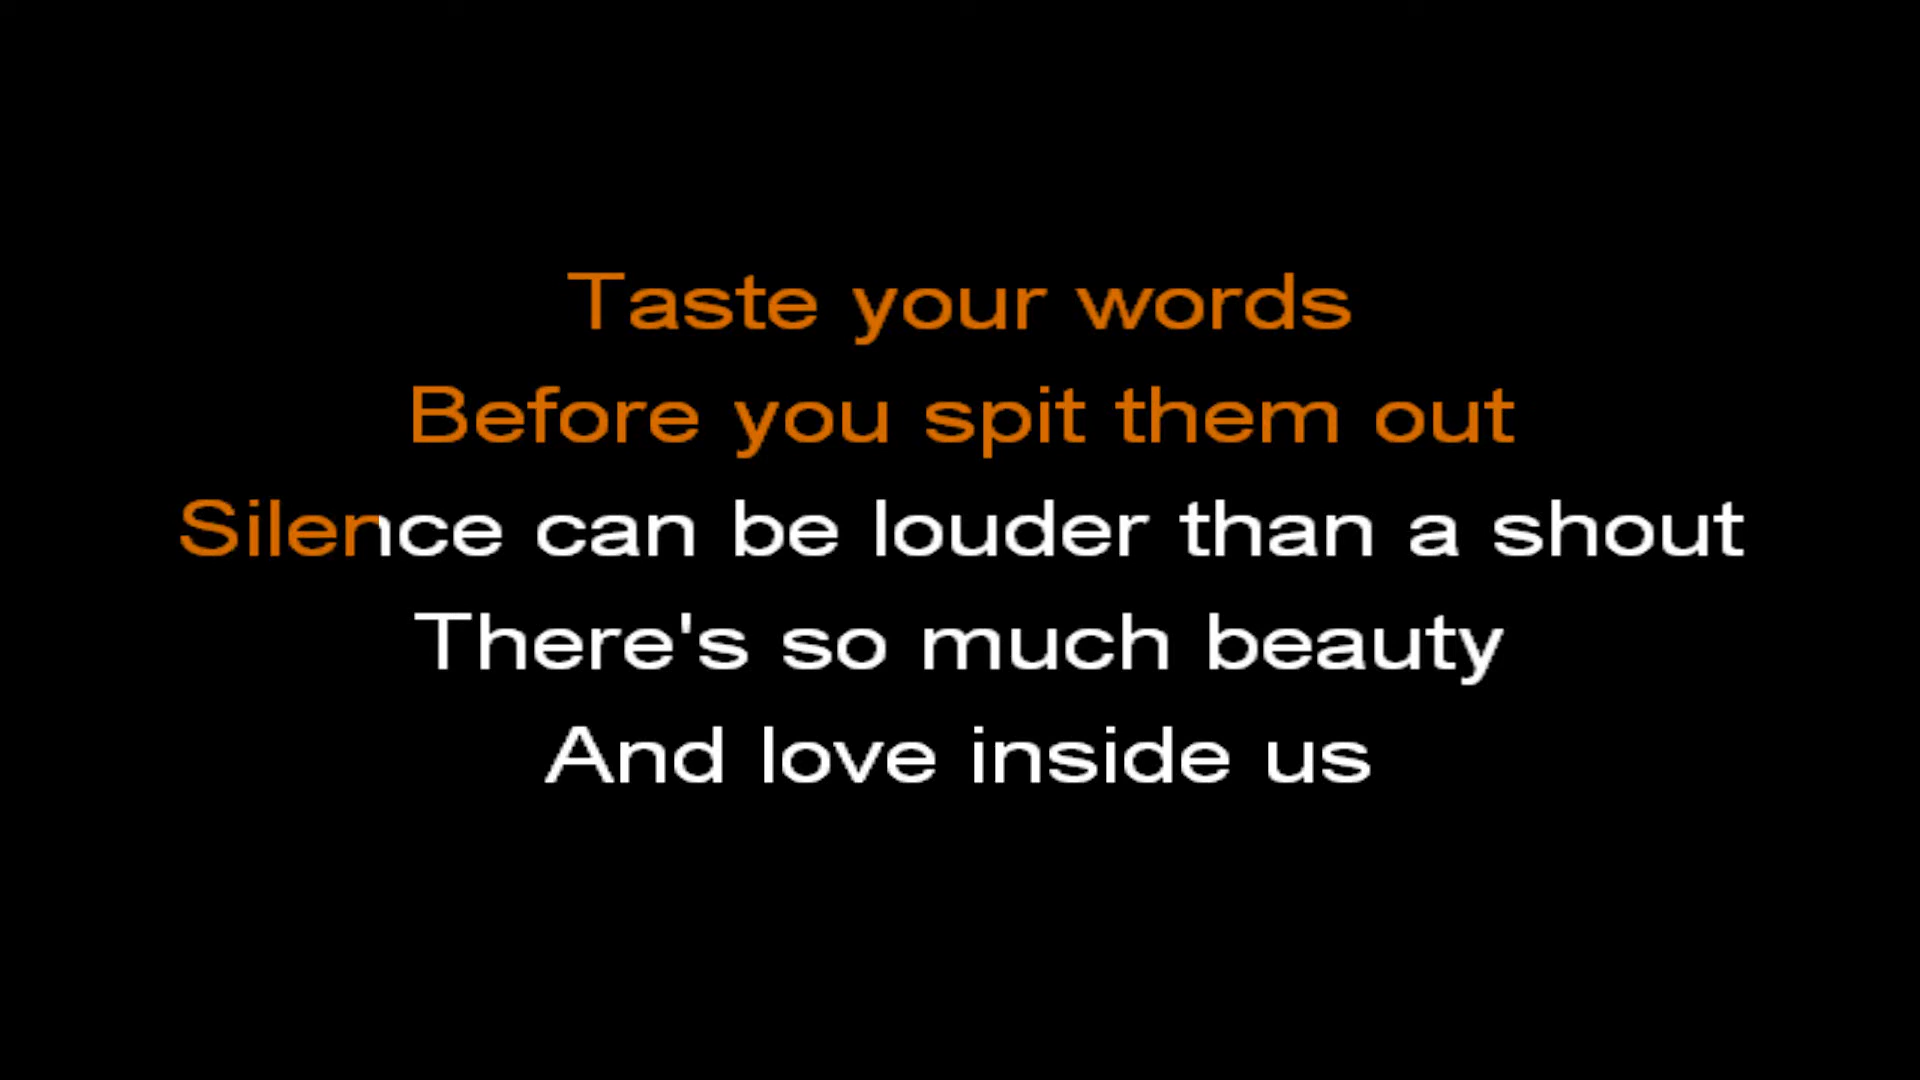 Taste your words
Before you spit them out
Silence can be louder than a shout
There's so much beauty
And love inside us